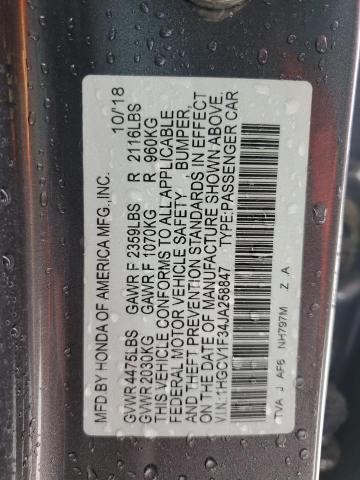 MFD.BY HONDA OF AMERICA MFG.,INC. 10/'18
GVWR 4475LBS GAWR F 2359LBS R 2116LBS
GVWR 2030KG GAWR F 1070KG R 960KG
THIS VEHICLE CONFORMS TO ALL APPLICABLE
FEDERAL MOTOR VEHICLE SAFETY, BUMPER,
AND THEFT PREVENTION STANDARDS IN EFFECT
ON THE DATE OF MANUFACTURE SHOWN ABOVE.
V.I.N.:1HGCV1F34JA259847 TYPE:PASSENGER CAR
TVA J AF6 NH797M Z A